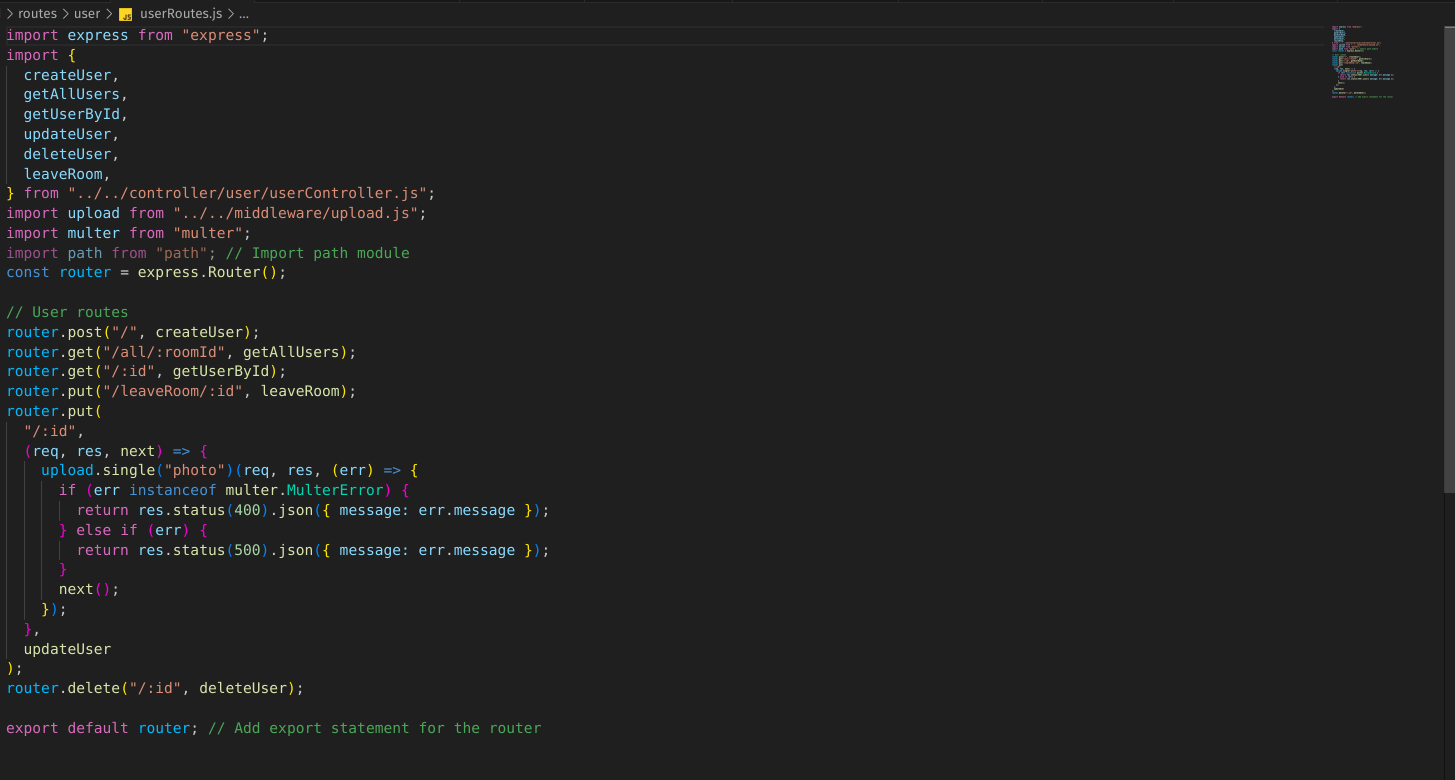 routes > user > JS userRoutes.js > ...
import express from "express";
import {
  createUser,
  getAllUsers,
  getUserById,
  updateUser,
  deleteUser,
  leaveRoom,
} from "../../controller/user/userController.js";
import upload from "../../middleware/upload.js";
import multer from "multer";
import path from "path"; // Import path module
const router = express.Router();

// User routes
router.post("/", createUser);
router.get("/all/:roomId", getAllUsers);
router.get("/:id", getUserById);
router.put("/leaveRoom/:id", leaveRoom);
router.put(
  "/:id",
  (req, res, next) => {
    upload.single("photo")(req, res, (err) => {
      if (err instanceof multer.MulterError) {
        return res.status(400).json({ message: err.message });
      } else if (err) {
        return res.status(500).json({ message: err.message });
      }
      next();
    });
  },
  updateUser
);
router.delete("/:id", deleteUser);

export default router; // Add export statement for the router